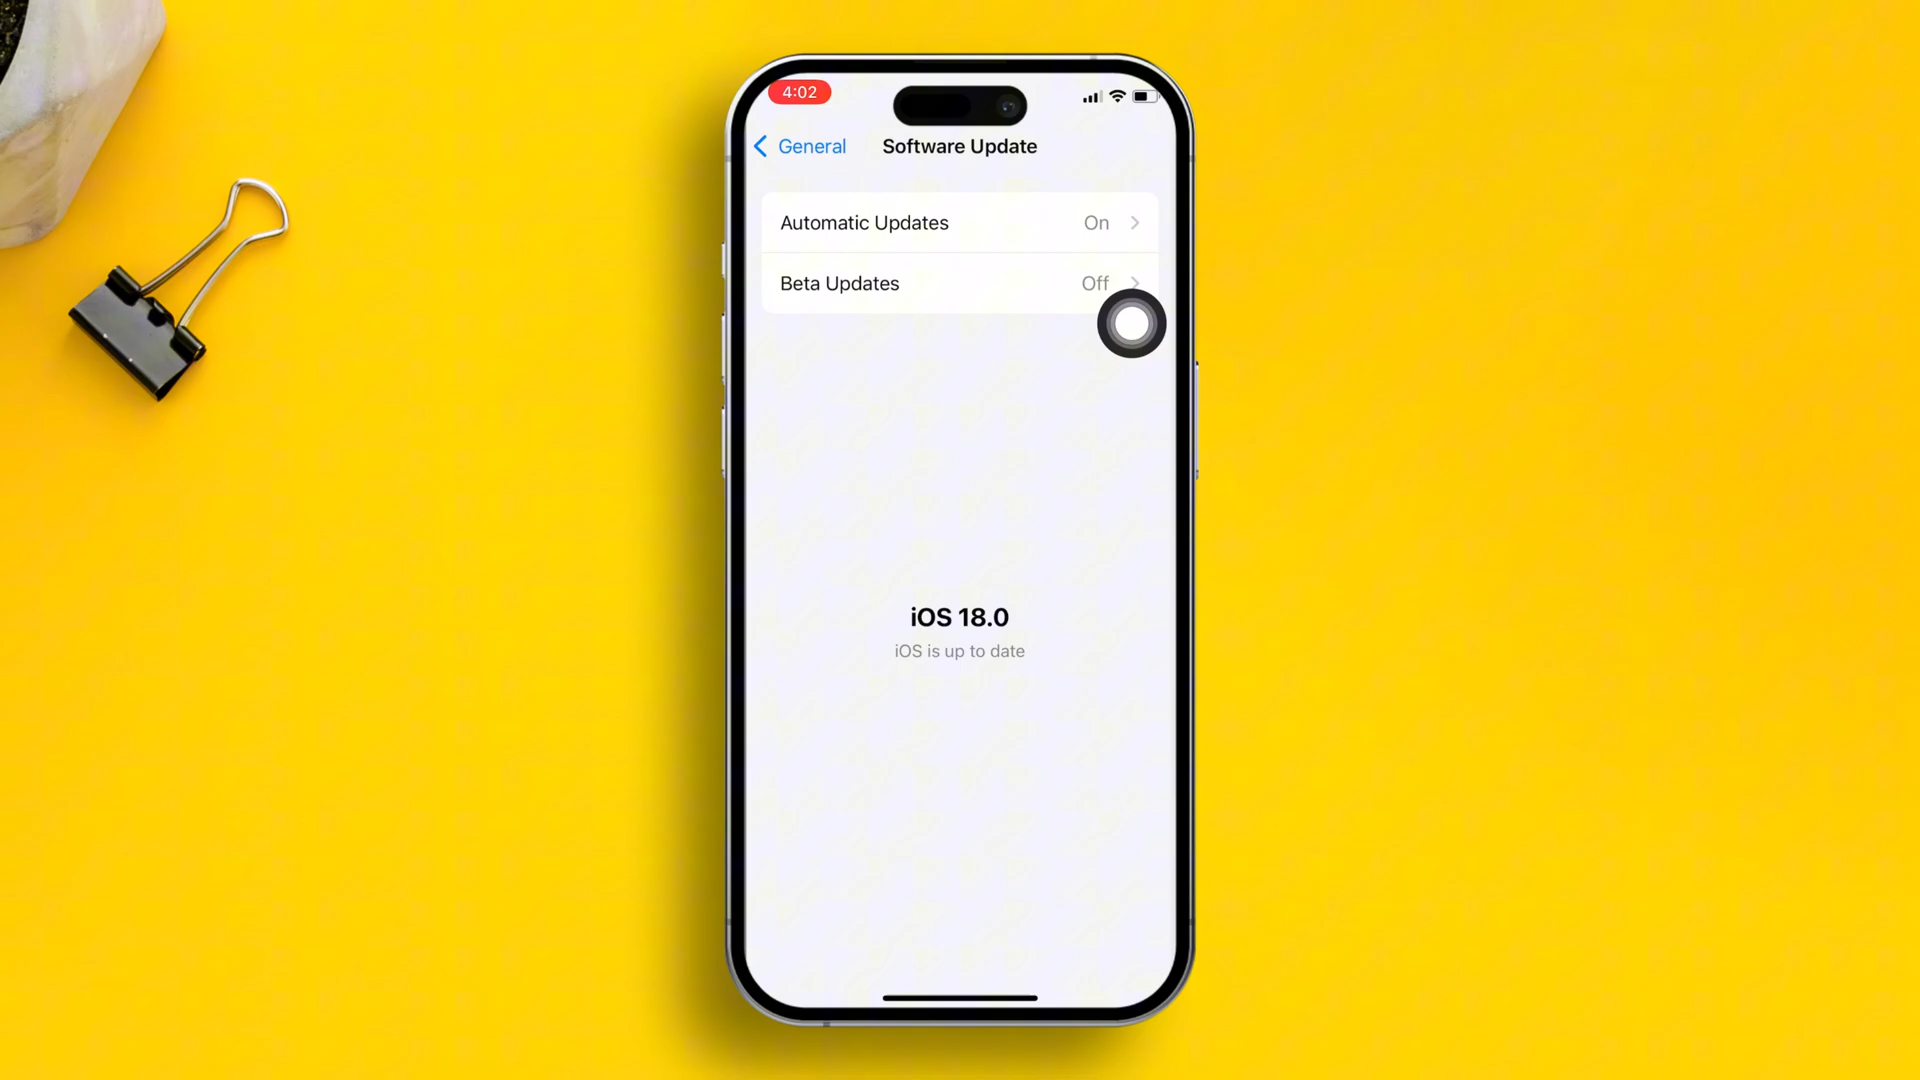 4:02
General
Software Update
Automatic Updates On
Beta Updates Off
iOS 18.0
iOS is up to date